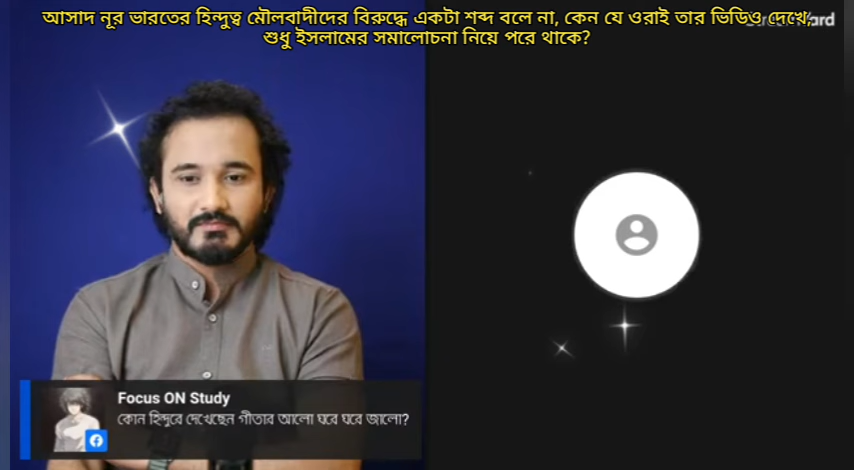 আসাদ নূর ভারতের হিন্দুত্ব মৌলবাদীদের বিরুদ্ধে একটা শব্দ বলে না, কেন যে ওরাই তার ভিডিও দেখে,
শুধু ইসলামের সমালোচনা নিয়ে পরে থাকে?
Focus ON Study
কোন হিন্দুরে দেখেছেন গীতার আলো ঘরে ঘরে জালো?